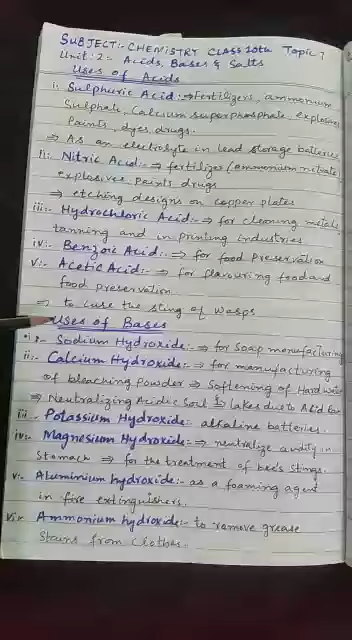 SUBJECT:- CHEMISTRY CLASS 10th Topic 7
Unit: 2:- Acids, Bases & Salts
Uses of Acids
i:- Sulphuric Acid:⇒ Fertilizers, ammonium
Sulphate, Calcium superphosphate, explosives
Paints, dyes, drugs.
⇒ As an electrolyte in lead storage batteries
ii:- Nitric Acid:- ⇒ fertilizer (ammonium nitrate)
explosives paints drugs
⇒ etching designs on copper plates
iii:- Hydrochloric Acid:- ⇒ for cleaning metals
tanning and in printing industries
iv:- Benzoic Acid:- ⇒ for food preservation
v:- Acetic Acid:- ⇒ for flavouring food and
food preservation
⇒ to cure the sting of wasps
Uses of Bases
i:- Sodium Hydroxide:- ⇒ for soap manufacturing
ii:- Calcium Hydroxide:- ⇒ for manufacturing
of bleaching Powder ⇒ Softening of Hard water
⇒ Neutralizing Acidic Soil & lakes due to Acid
iii:- Potassium Hydroxide:- alkaline batteries.
iv:- Magnesium Hydroxide:- ⇒ neutralize acidity in
Stomach ⇒ for the treatment of bee's stings.
v:- Aluminium hydroxide:- as a foaming agent
in fire extinguishers.
vi:- Ammonium hydroxide:- to remove grease
Stains from Clothes.